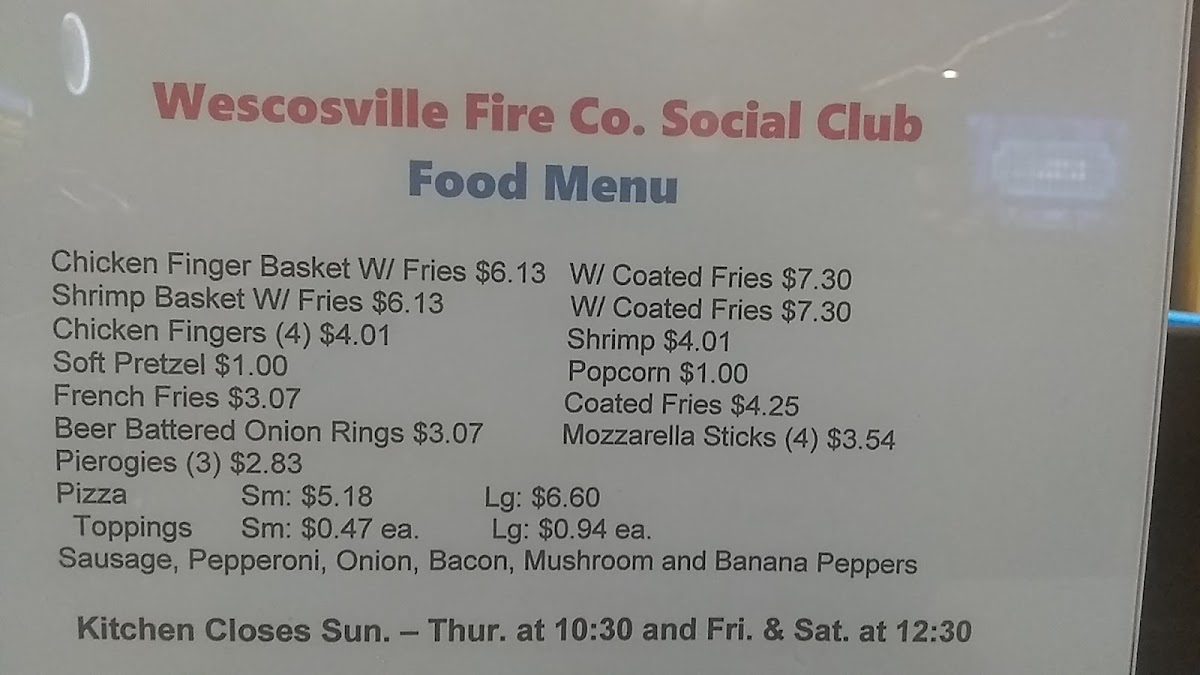 Wescosville Fire Co. Social Club
Food Menu
Chicken Finger Basket W/ Fries $6.13 W/ Coated Fries $7.30
Shrimp Basket W/ Fries $6.13 W/ Coated Fries $7.30
Chicken Fingers (4) $4.01 Shrimp $4.01
Soft Pretzel $1.00 Popcorn $1.00
French Fries $3.07 Coated Fries $4.25
Beer Battered Onion Rings $3.07 Mozzarella Sticks (4) $3.54
Pierogies (3) $2.83
Pizza Sm: $5.18 Lg: $6.60
Toppings Sm: $0.47 ea. Lg: $0.94 ea.
Sausage, Pepperoni, Onion, Bacon, Mushroom and Banana Peppers
Kitchen Closes Sun. – Thur. at 10:30 and Fri. & Sat. at 12:30